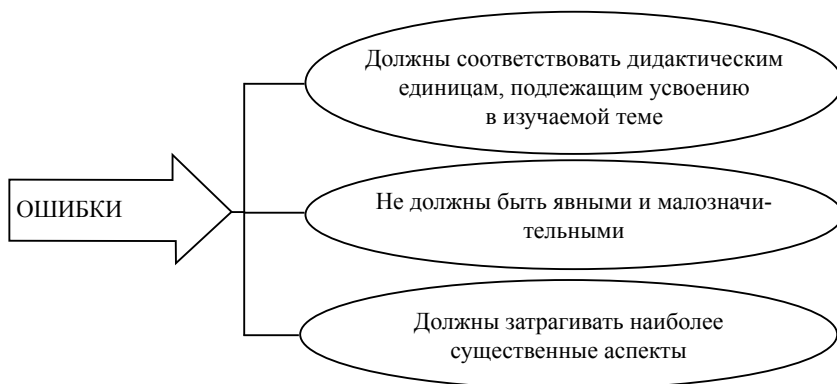 Должны соответствовать дидактическим
единицам, подлежащим усвоению
в изучаемой теме
ОШИБКИ
Не должны быть явными и малозначи-
тельными
Должны затрагивать наиболее
существенные аспекты